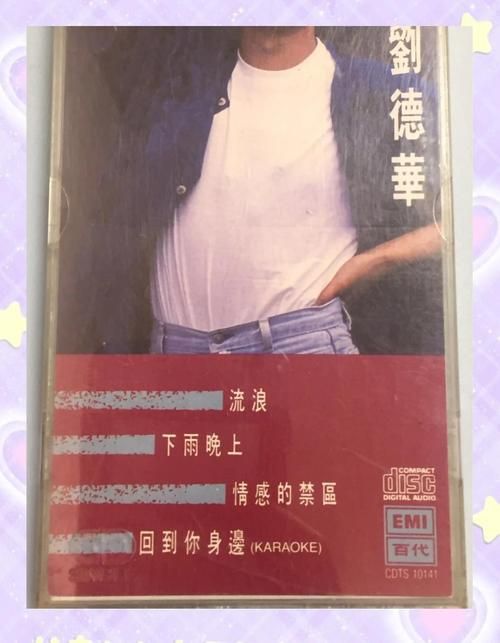 劉德華
流浪
下雨晚上
情感的禁區
回到你身邊 (KARAOKE)
COMPACT
disc
DIGITAL AUDIO
EMI
百代
CDTS 10141